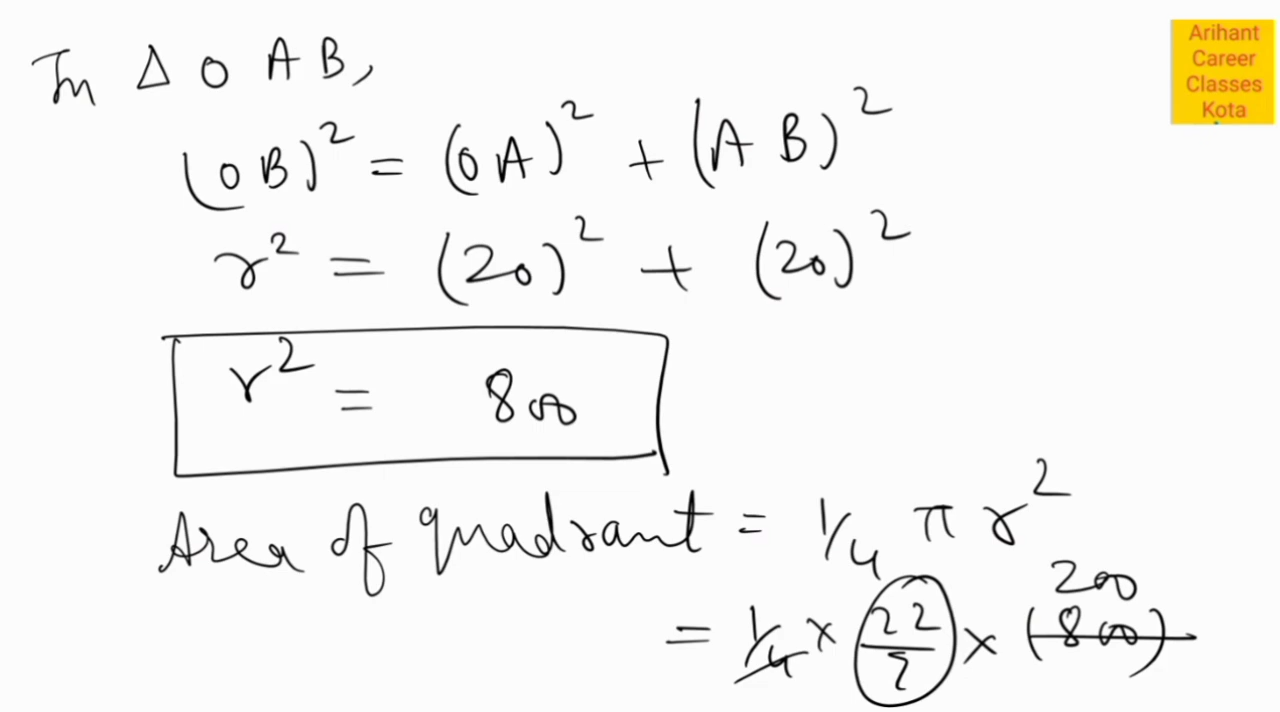 In Δ O A B,
(OB)² = (OA)² + (AB)²
r² = (20)² + (20)²
r² = 800
Area of quadrant = 1/4 π r²
200
= 1/4 × 22/7 × (800)
Arihant
Career
Classes
Kota